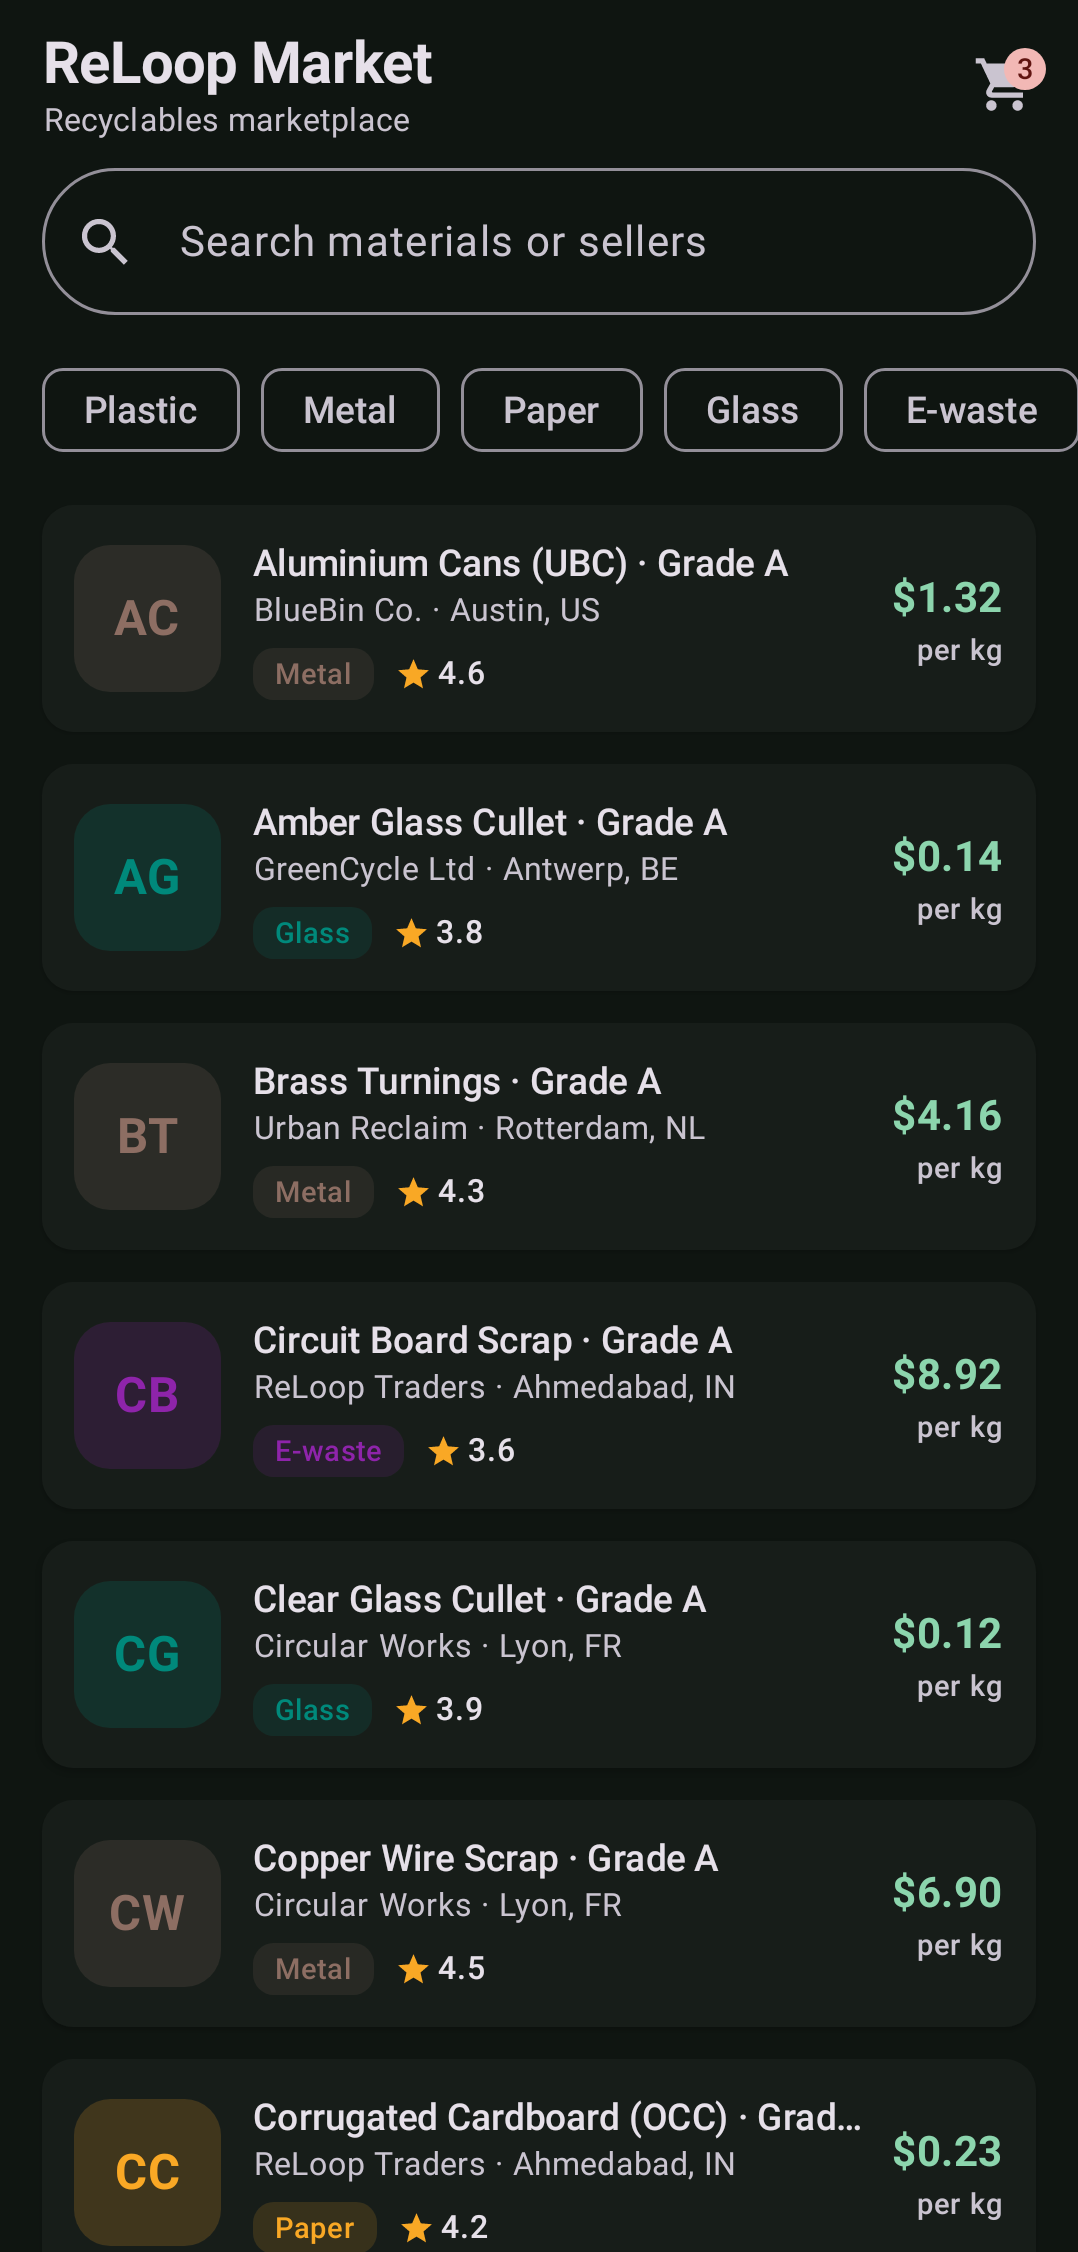 ReLoop Market
3
Recyclables marketplace
Search materials or sellers
Plastic
Metal
Paper
Glass
E-waste
AC
Aluminium Cans (UBC) · Grade A
BlueBin Co. · Austin, US
Metal
4.6
$1.32
per kg
AG
Amber Glass Cullet · Grade A
GreenCycle Ltd · Antwerp, BE
Glass
3.8
$0.14
per kg
BT
Brass Turnings · Grade A
Urban Reclaim · Rotterdam, NL
Metal
4.3
$4.16
per kg
CB
Circuit Board Scrap · Grade A
ReLoop Traders · Ahmedabad, IN
E-waste
3.6
$8.92
per kg
CG
Clear Glass Cullet · Grade A
Circular Works · Lyon, FR
Glass
3.9
$0.12
per kg
CW
Copper Wire Scrap · Grade A
Circular Works · Lyon, FR
Metal
4.5
$6.90
per kg
CC
Corrugated Cardboard (OCC) · Grad...
ReLoop Traders · Ahmedabad, IN
Paper
4.2
$0.23
per kg